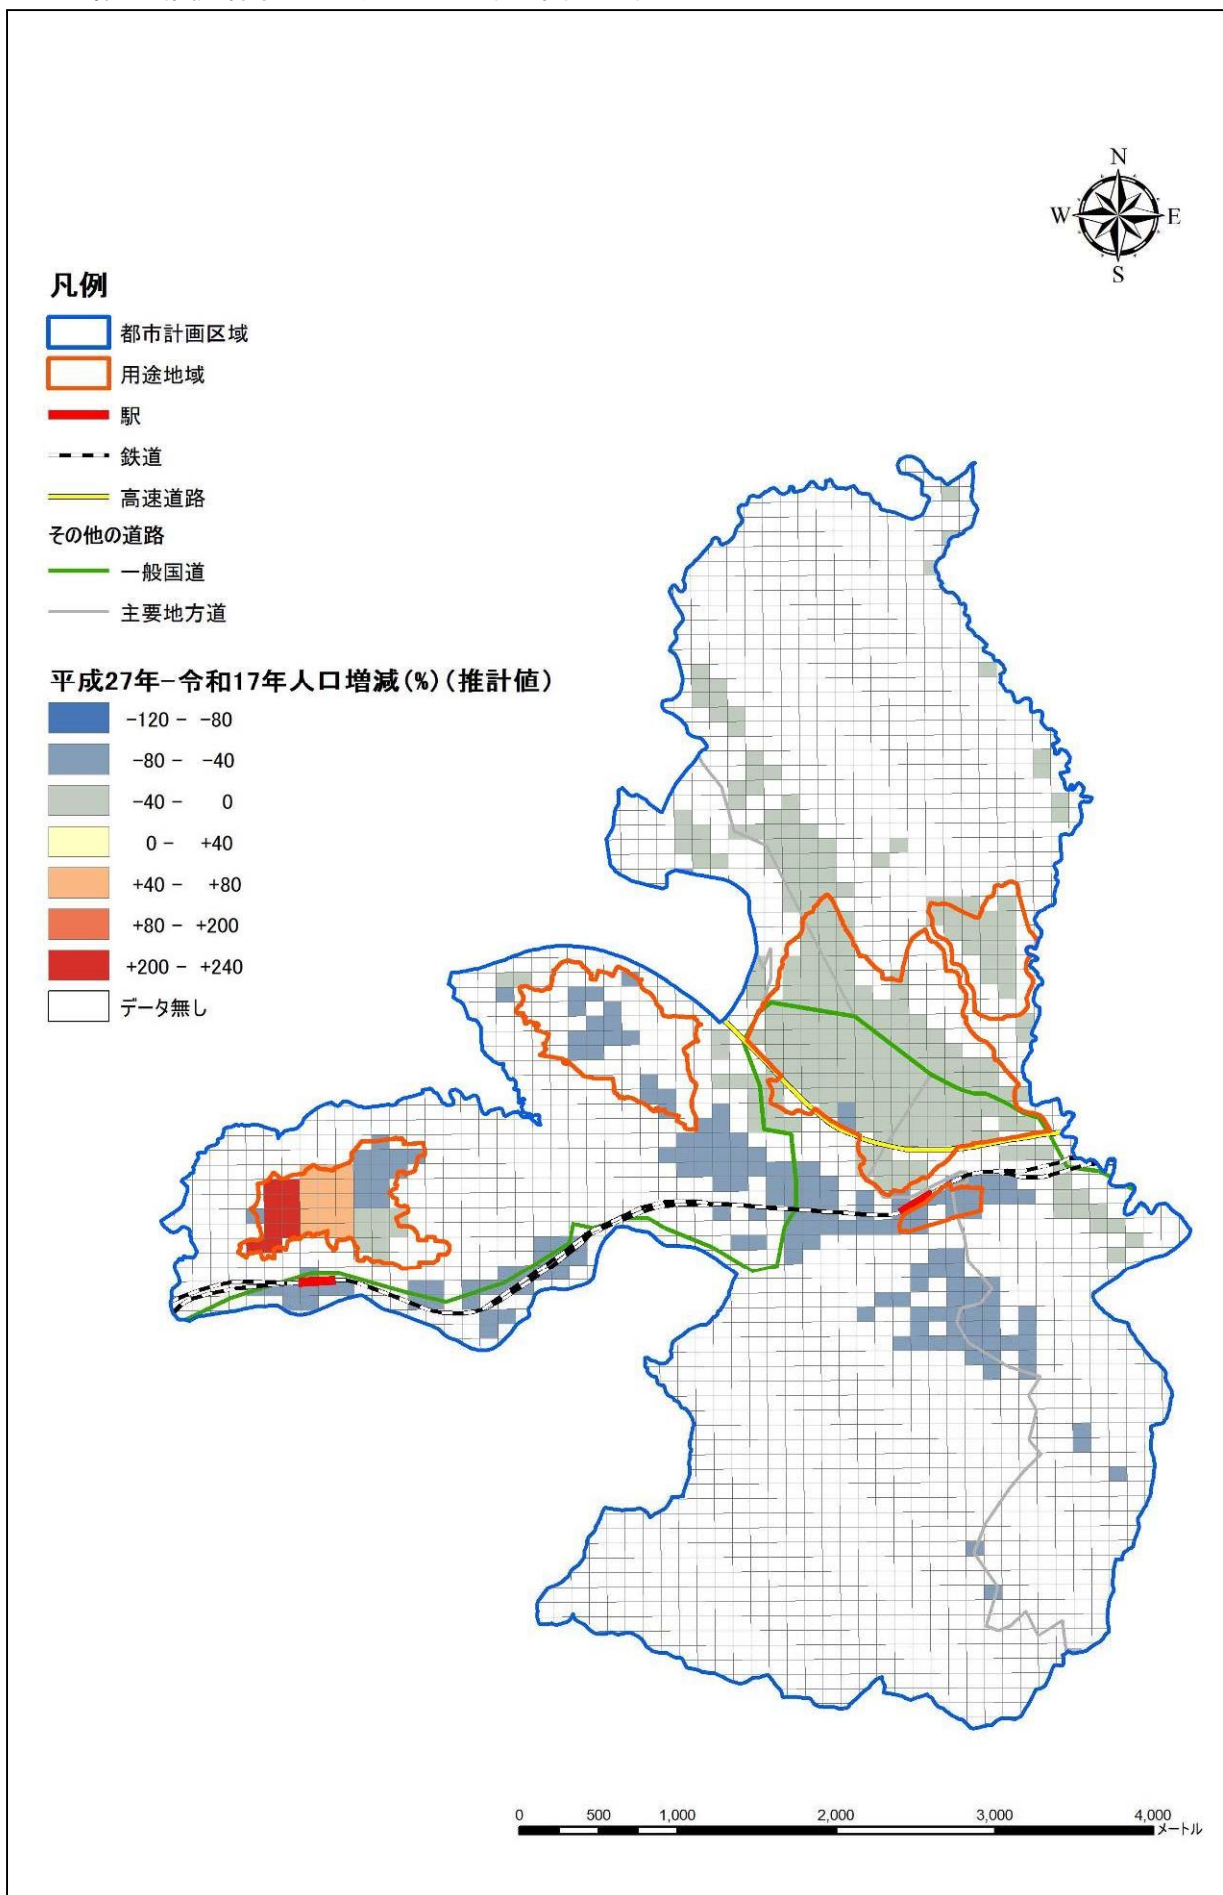 N
W E
S
凡例
都市計画区域
用途地域
駅
鉄道
高速道路
その他の道路
一般国道
主要地方道
平成27年-令和17年人口増減(%)(推計値)
-120 - -80
-80 - -40
-40 - 0
0 - +40
+40 - +80
+80 - +200
+200 - +240
データ無し
0 500 1,000 2,000 3,000 4,000
メートル